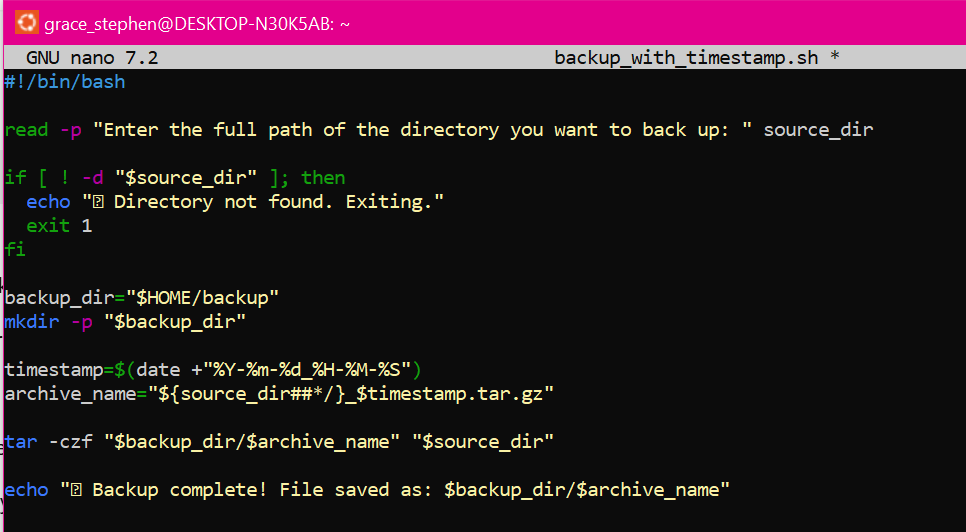 grace_stephen@DESKTOP-N30K5AB: ~
GNU nano 7.2 backup_with_timestamp.sh *
#!/bin/bash
read -p "Enter the full path of the directory you want to back up: " source_dir
if [ ! -d "$source_dir" ]; then
echo "⍰ Directory not found. Exiting."
exit 1
fi
backup_dir="$HOME/backup"
mkdir -p "$backup_dir"
timestamp=$(date +"%Y-%m-%d_%H-%M-%S")
archive_name="${source_dir##*/}_$timestamp.tar.gz"
tar -czf "$backup_dir/$archive_name" "$source_dir"
echo "⍰ Backup complete! File saved as: $backup_dir/$archive_name"